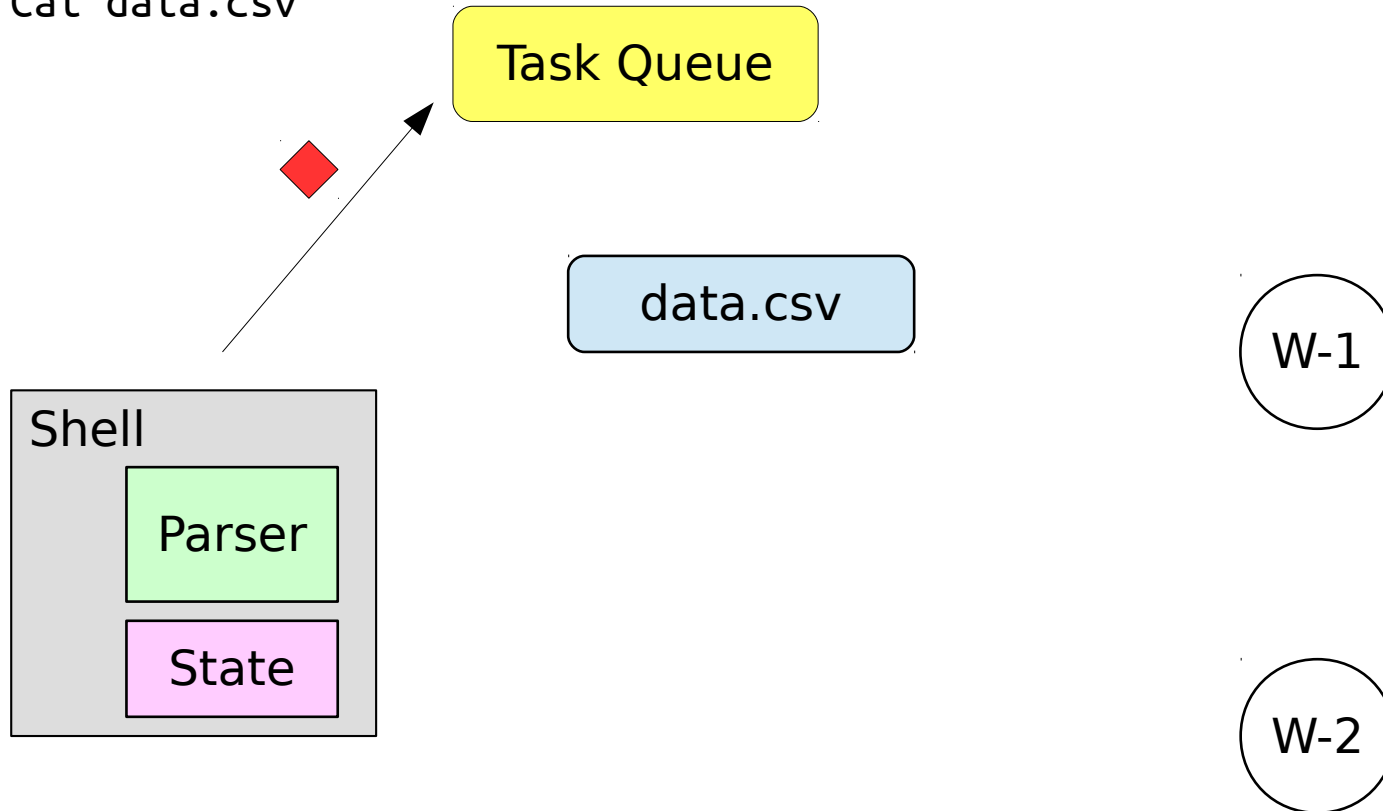 cat data.csv
Task Queue
data.csv
W-1
Shell
Parser
State
W-2